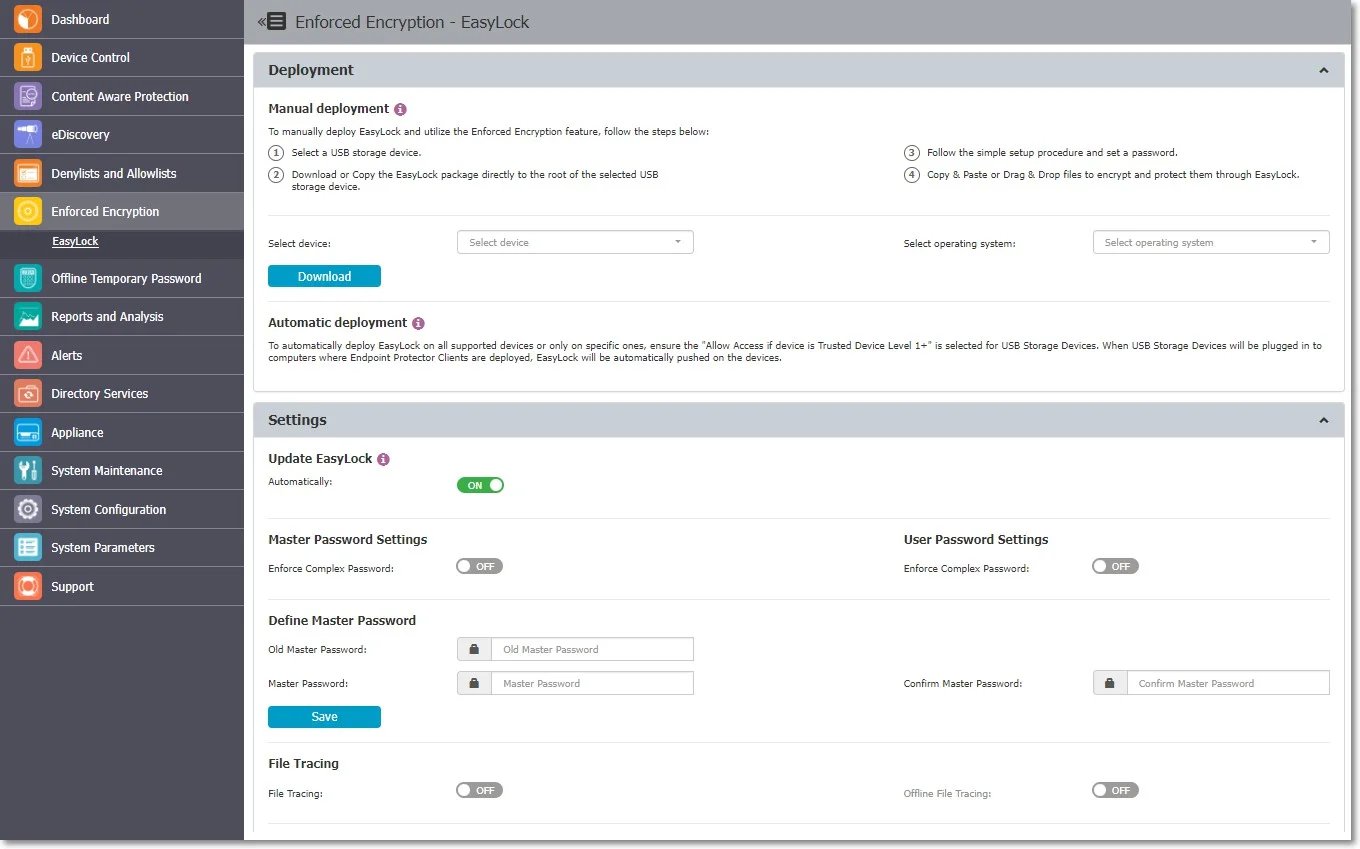 Dashboard
Device Control
Content Aware Protection
eDiscovery
Denylists and Allowlists
Enforced Encryption
EasyLock
Offline Temporary Password
Reports and Analysis
Alerts
Directory Services
Appliance
System Maintenance
System Configuration
System Parameters
Support
Enforced Encryption - EasyLock
Deployment
Manual deployment i
To manually deploy EasyLock and utilize the Enforced Encryption feature, follow the steps below:
1 Select a USB storage device.
2 Download or Copy the EasyLock package directly to the root of the selected USB
storage device.
3 Follow the simple setup procedure and set a password.
4 Copy & Paste or Drag & Drop files to encrypt and protect them through EasyLock.
Select device: Select device
Select operating system: Select operating system
Download
Automatic deployment i
To automatically deploy EasyLock on all supported devices or only on specific ones, ensure the "Allow Access if device is Trusted Device Level 1+" is selected for USB Storage Devices. When USB Storage Devices will be plugged in to
computers where Endpoint Protector Clients are deployed, EasyLock will be automatically pushed on the devices.
Settings
Update EasyLock i
Automatically: ON
Master Password Settings
Enforce Complex Password: OFF
User Password Settings
Enforce Complex Password: OFF
Define Master Password
Old Master Password: Old Master Password
Master Password: Master Password
Confirm Master Password: Confirm Master Password
Save
File Tracing
File Tracing: OFF
Offline File Tracing: OFF